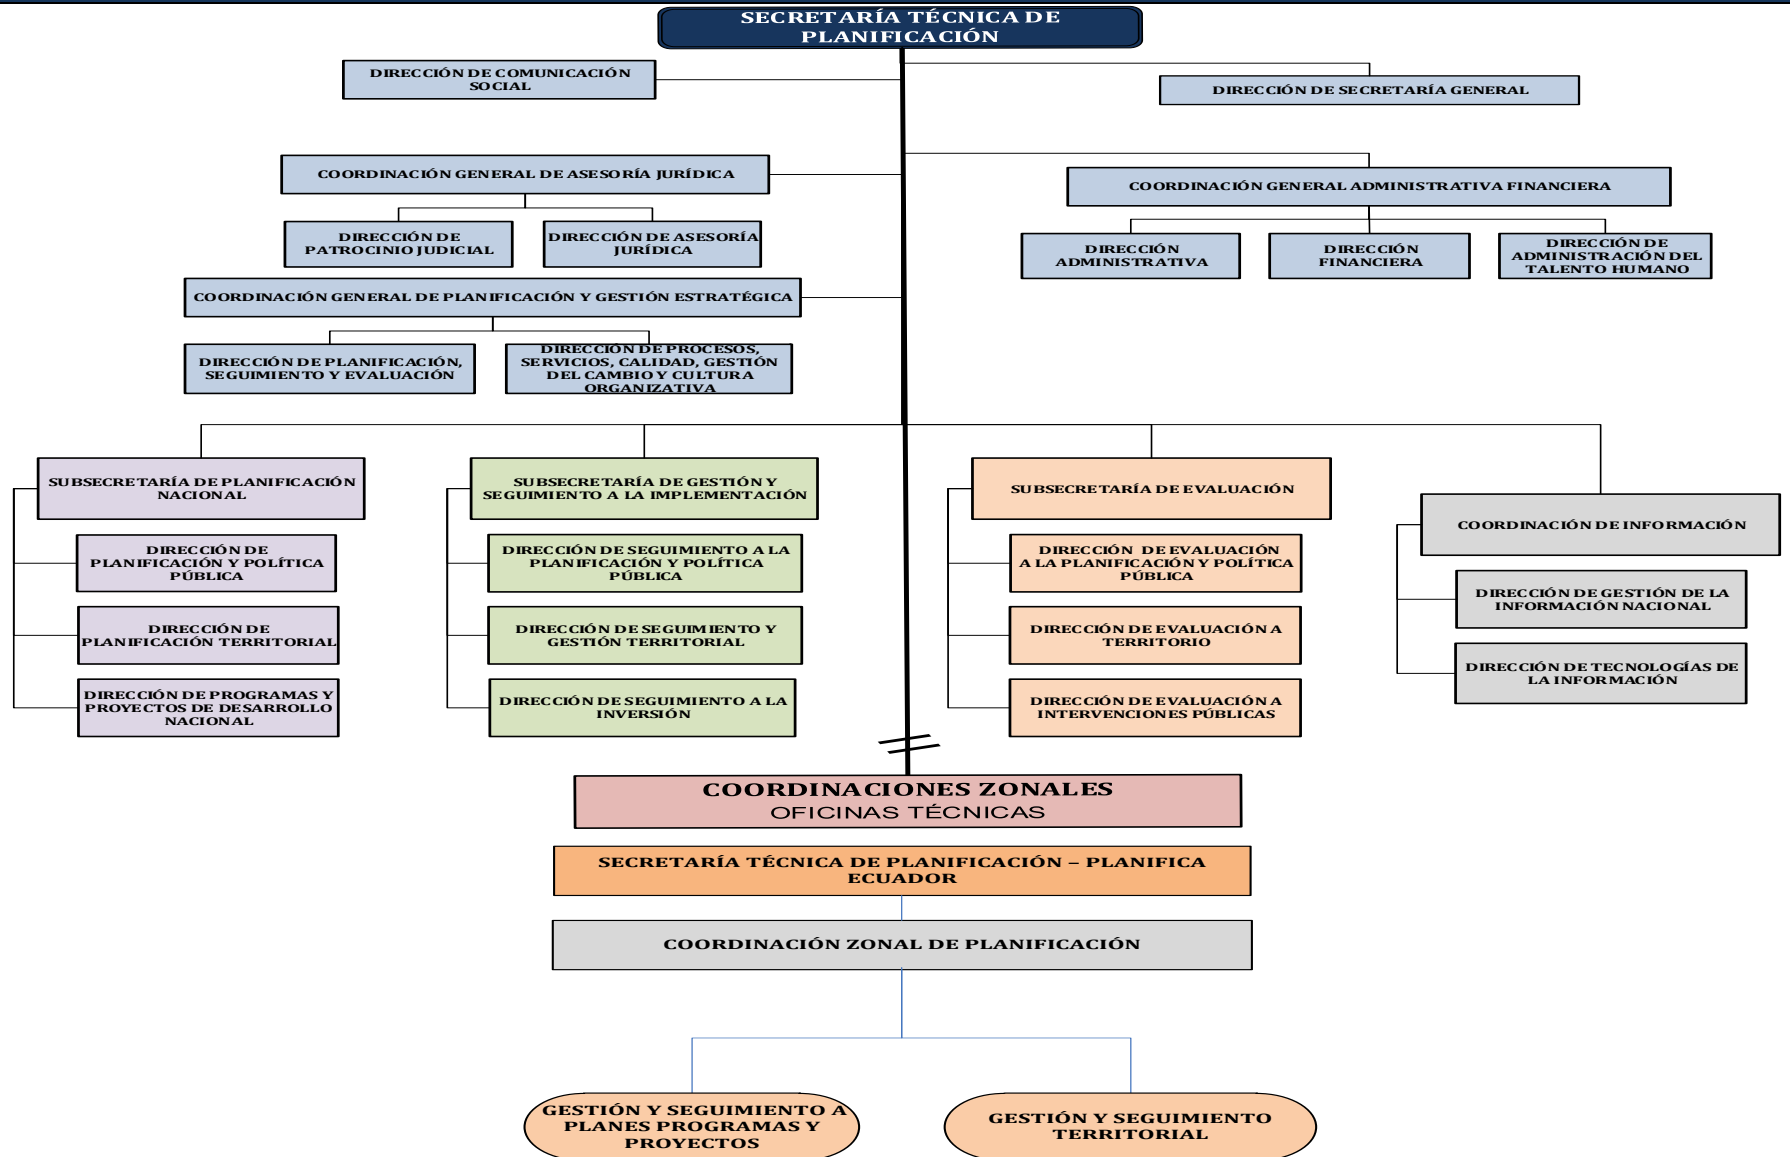 SECRETARÍA TÉCNICA DE
PLANIFICACIÓN
DIRECCIÓN DE COMUNICACIÓN
SOCIAL
DIRECCIÓN DE SECRETARÍA GENERAL
COORDINACIÓN GENERAL DE ASESORÍA JURÍDICA
COORDINACIÓN GENERAL ADMINISTRATIVA FINANCIERA
DIRECCIÓN DE
PATROCINIO JUDICIAL
DIRECCIÓN DE ASESORÍA
JURÍDICA
DIRECCIÓN
ADMINISTRATIVA
DIRECCIÓN
FINANCIERA
DIRECCIÓN DE
ADMINISTRACIÓN DEL
TALENTO HUMANO
COORDINACIÓN GENERAL DE PLANIFICACIÓN Y GESTIÓN ESTRATÉGICA
DIRECCIÓN DE PLANIFICACIÓN,
SEGUIMIENTO Y EVALUACIÓN
DIRECCIÓN DE PROCESOS,
SERVICIOS, CALIDAD, GESTIÓN
DEL CAMBIO Y CULTURA
ORGANIZATIVA
SUBSECRETARÍA DE PLANIFICACIÓN
NACIONAL
DIRECCIÓN DE
PLANIFICACIÓN Y POLÍTICA
PÚBLICA
DIRECCIÓN DE
PLANIFICACIÓN TERRITORIAL
DIRECCIÓN DE PROGRAMAS Y
PROYECTOS DE DESARROLLO
NACIONAL
SUBSECRETARÍA DE GESTIÓN Y
SEGUIMIENTO A LA IMPLEMENTACIÓN
DIRECCIÓN DE SEGUIMIENTO A LA
PLANIFICACIÓN Y POLÍTICA
PÚBLICA
DIRECCIÓN DE SEGUIMIENTO Y
GESTIÓN TERRITORIAL
DIRECCIÓN DE SEGUIMIENTO A LA
INVERSIÓN
SUBSECRETARÍA DE EVALUACIÓN
DIRECCIÓN DE EVALUACIÓN
A LA PLANIFICACIÓN Y POLÍTICA
PÚBLICA
DIRECCIÓN DE EVALUACIÓN A
TERRITORIO
DIRECCIÓN DE EVALUACIÓN A
INTERVENCIONES PÚBLICAS
COORDINACIÓN DE INFORMACIÓN
DIRECCIÓN DE GESTIÓN DE LA
INFORMACIÓN NACIONAL
DIRECCIÓN DE TECNOLOGÍAS DE
LA INFORMACIÓN
COORDINACIONES ZONALES
OFICINAS TÉCNICAS
SECRETARÍA TÉCNICA DE PLANIFICACIÓN – PLANIFICA
ECUADOR
COORDINACIÓN ZONAL DE PLANIFICACIÓN
GESTIÓN Y SEGUIMIENTO A
PLANES PROGRAMAS Y
PROYECTOS
GESTIÓN Y SEGUIMIENTO
TERRITORIAL